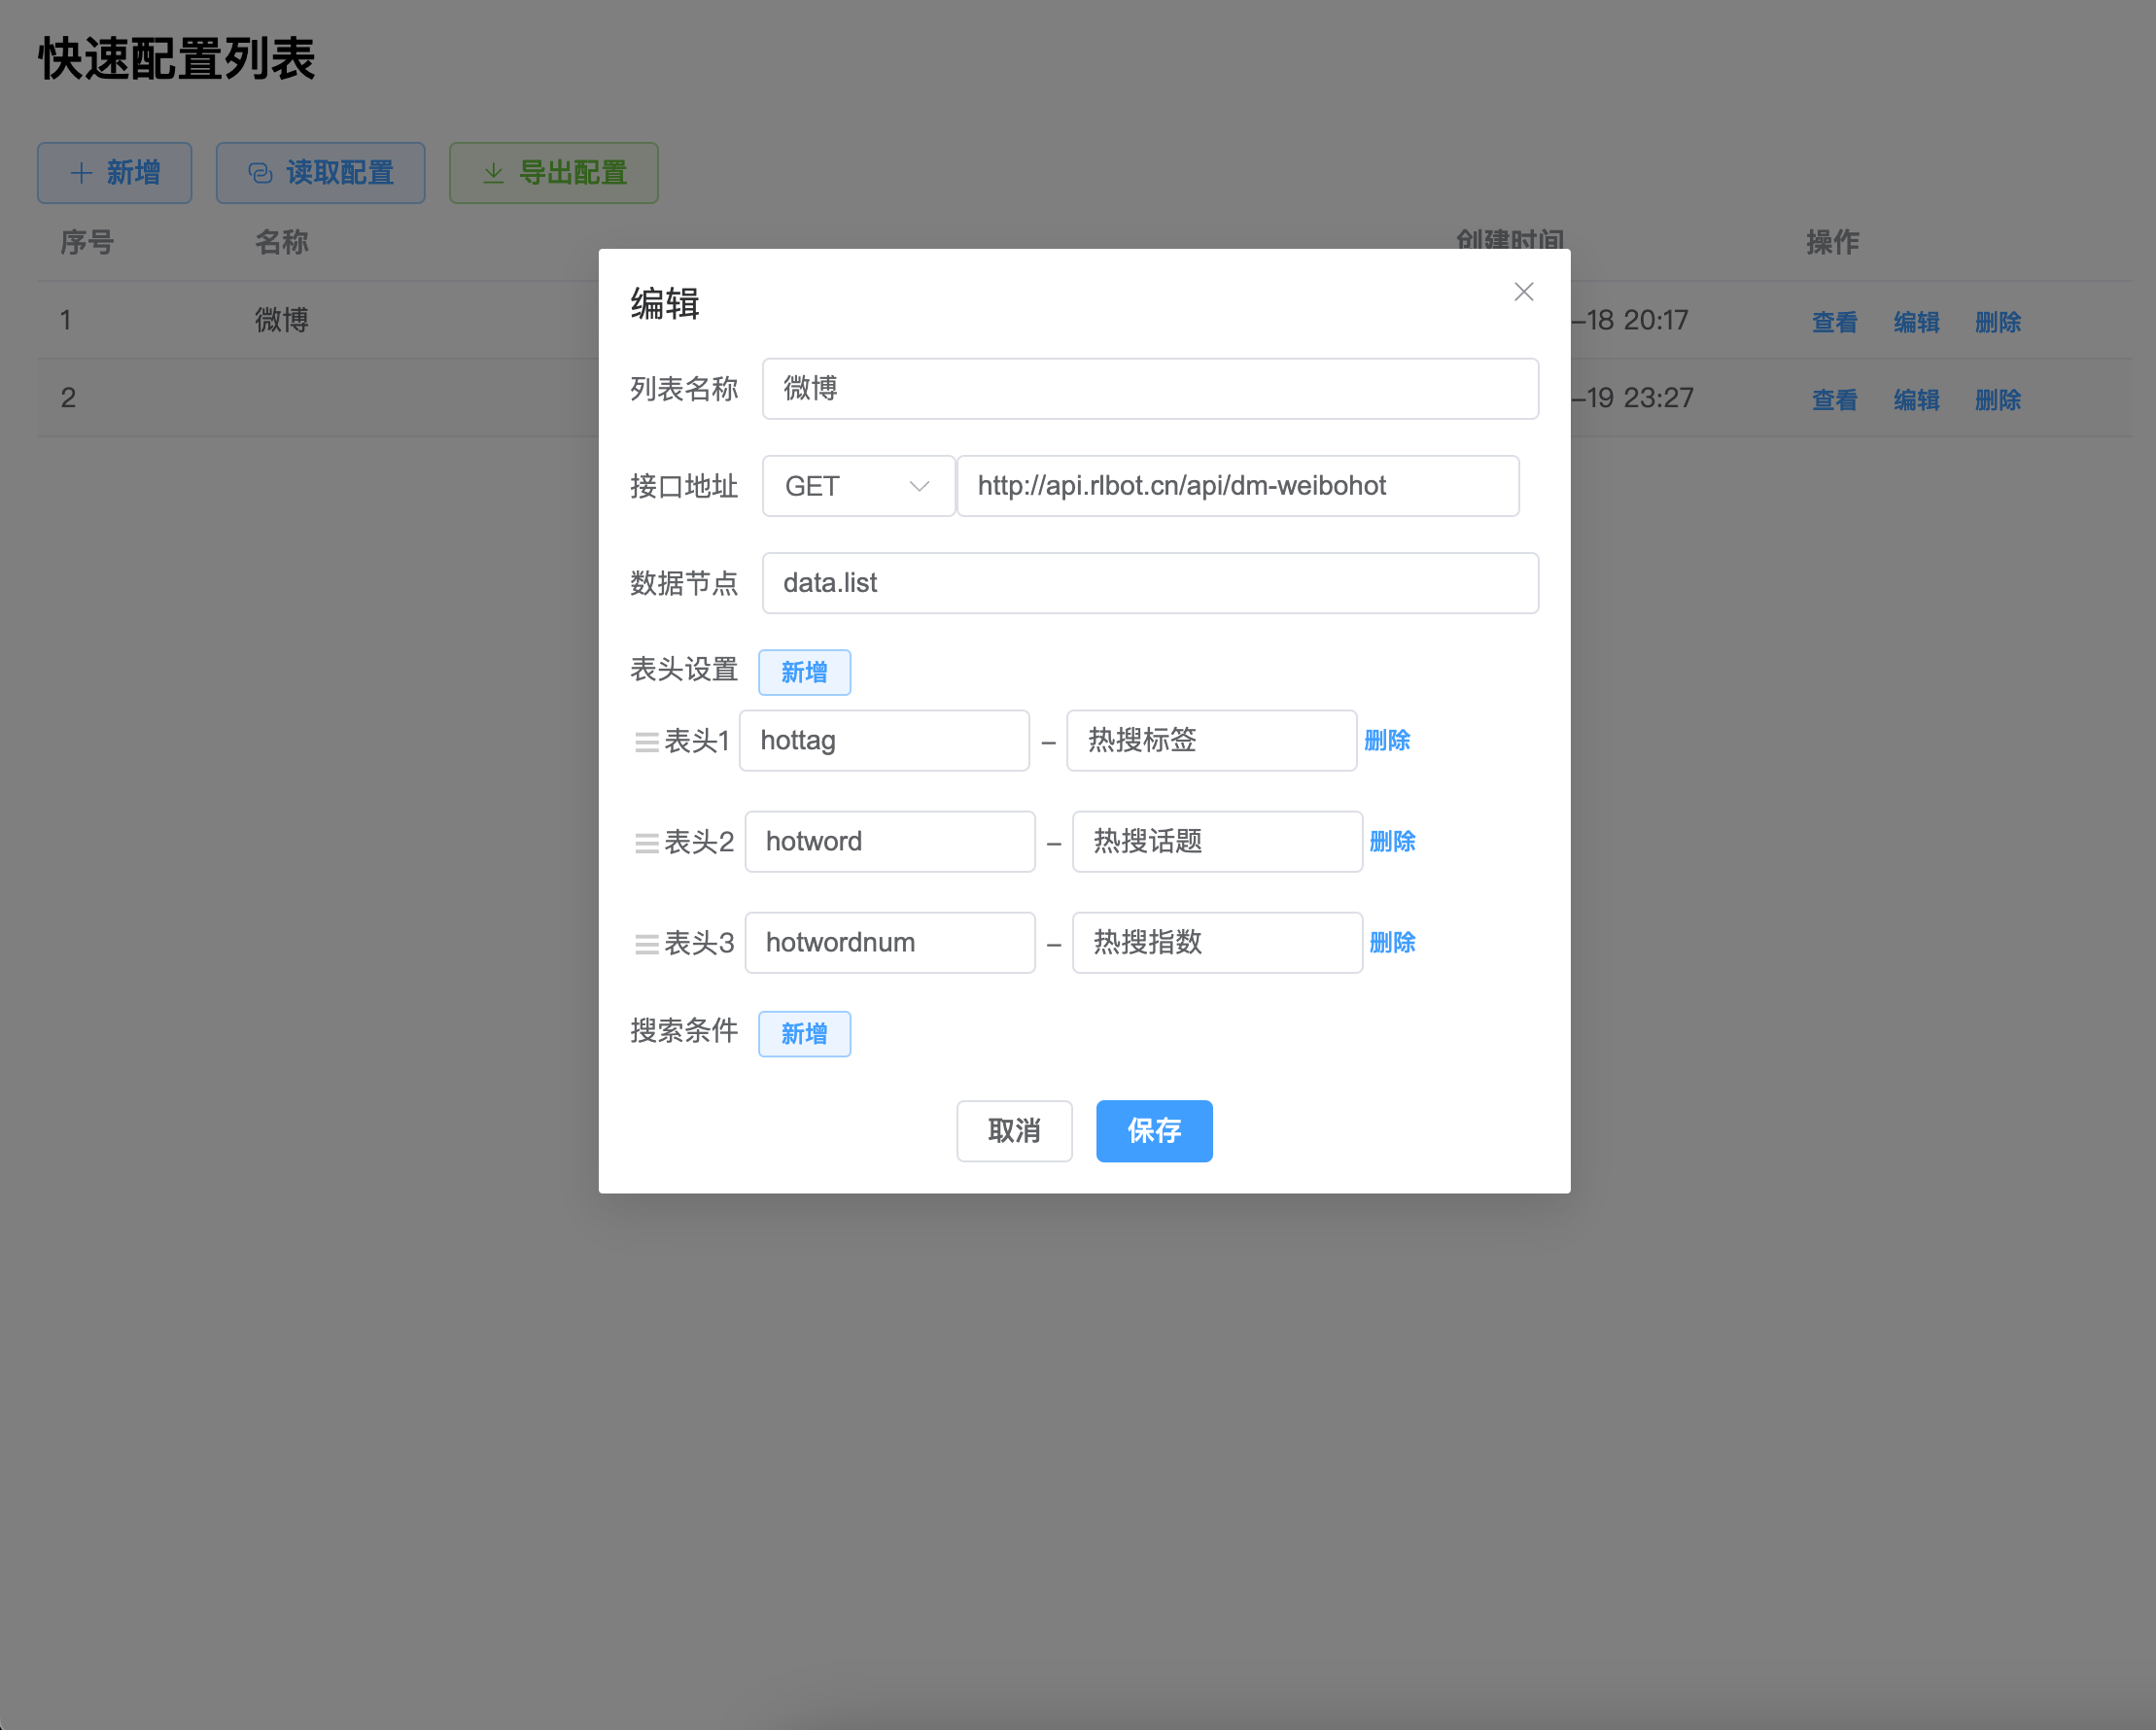 快速配置列表
新增 读取配置 导出配置
序号 名称 创建时间 操作
1 微博 -18 20:17 查看 编辑 删除
2 -19 23:27 查看 编辑 删除
编辑
列表名称 微博
接口地址 GET http://api.rlbot.cn/api/dm-weibohot
数据节点 data.list
表头设置 新增
表头1 hottag - 热搜标签 删除
表头2 hotword - 热搜话题 删除
表头3 hotwordnum - 热搜指数 删除
搜索条件 新增
取消 保存